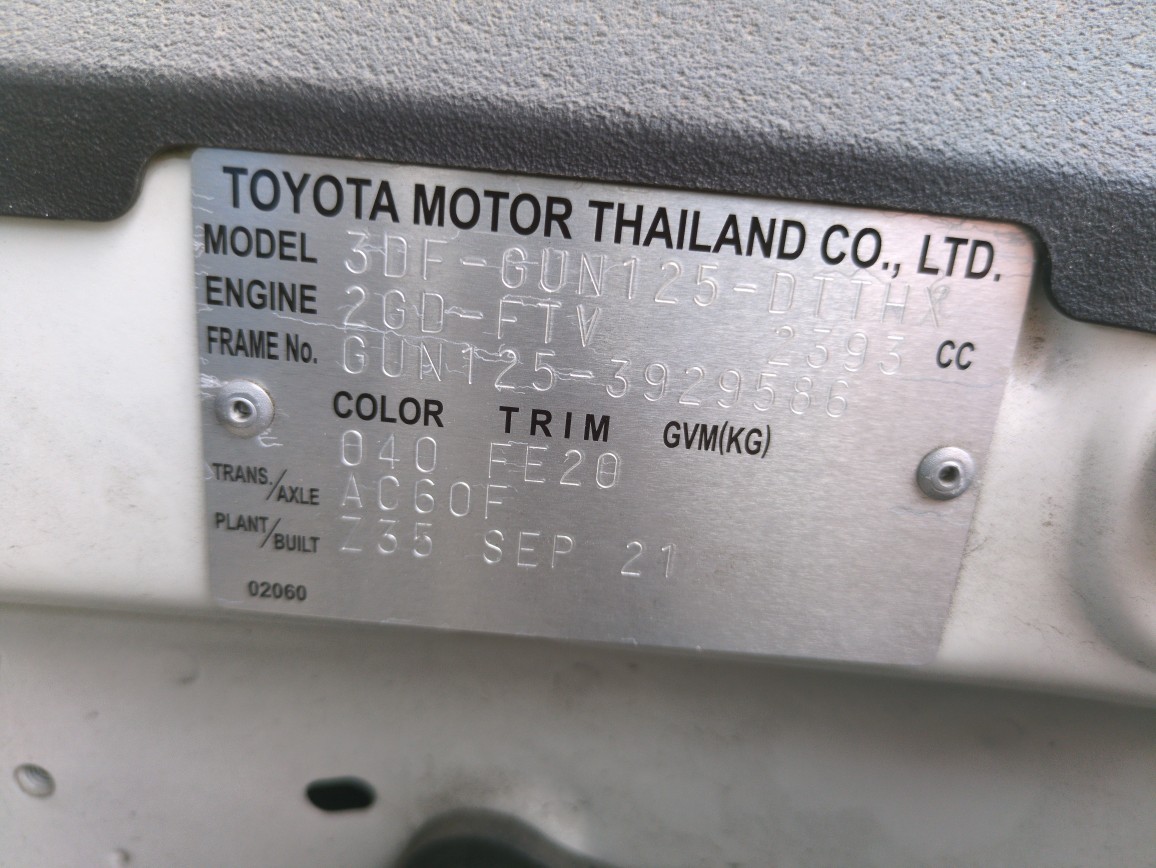 TOYOTA MOTOR THAILAND CO., LTD.
MODEL 3DF-GUN125-DTTHX
ENGINE 2GD-FTV 2393 CC
FRAME No. GUN125-3929586
COLOR TRIM GVM(KG)
040 FE20
TRANS./AXLE AC60F
PLANT/BUILT Z35 SEP 21
02060